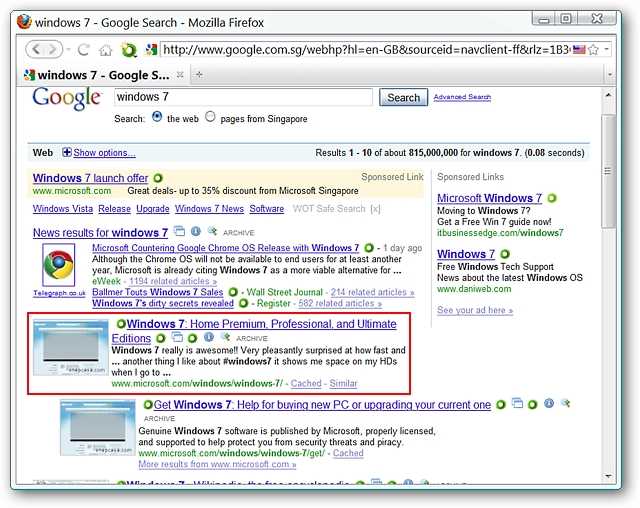 windows 7 - Google Search - Mozilla Firefox
http://www.google.com.sg/webhp?hl=en-GB&sourceid=navclient-ff&rlz=1B3
windows 7 - Google S...
Google
windows 7
Search
Advanced Search
Search: the web pages from Singapore
Web Show options...
Results 1 - 10 of about 815,000,000 for windows 7. (0.08 seconds)
Windows 7 launch offer
Sponsored Link
www.microsoft.com Great deals- up to 35% discount from Microsoft Singapore
Windows Vista Release Upgrade Windows 7 News Software WOT Safe Search [x]
News results for windows 7 ARCHIVE
Microsoft Countering Google Chrome OS Release with Windows 7 - 1 day ago
Although the Chrome OS will not be available to end users for at least another
year, Microsoft is already citing Windows 7 as a more viable alternative for ...
eWeek - 1194 related articles »
Telegraph.co.uk
Ballmer Touts Windows 7 Sales - Wall Street Journal - 214 related articles »
Windows 7's dirty secrets revealed - Register - 582 related articles »
Windows 7: Home Premium, Professional, and Ultimate
Editions ARCHIVE
Windows 7 really is awesome!! Very pleasantly surprised at how fast and
... another thing I like about #windows7 it shows me space on my HDs
when I go to ...
www.microsoft.com/windows/windows-7/ - Cached - Similar
Get Windows 7: Help for buying new PC or upgrading your current one
ARCHIVE
Genuine Windows 7 software is published by Microsoft, properly licensed,
and supported to help protect you from security threats and piracy.
www.microsoft.com/windows/windows-7/get/ - Cached
More results from www.microsoft.com »
Windows 7 - Wikipedia, the free encyclopedia
Sponsored Links
Microsoft Windows 7
Moving to Windows 7?
Get a Free Win 7 guide now!
itbusinessedge.com/windows7
Windows 7
Free Windows Tech Support
News about the latest Windows OS
www.daniweb.com
See your ad here »